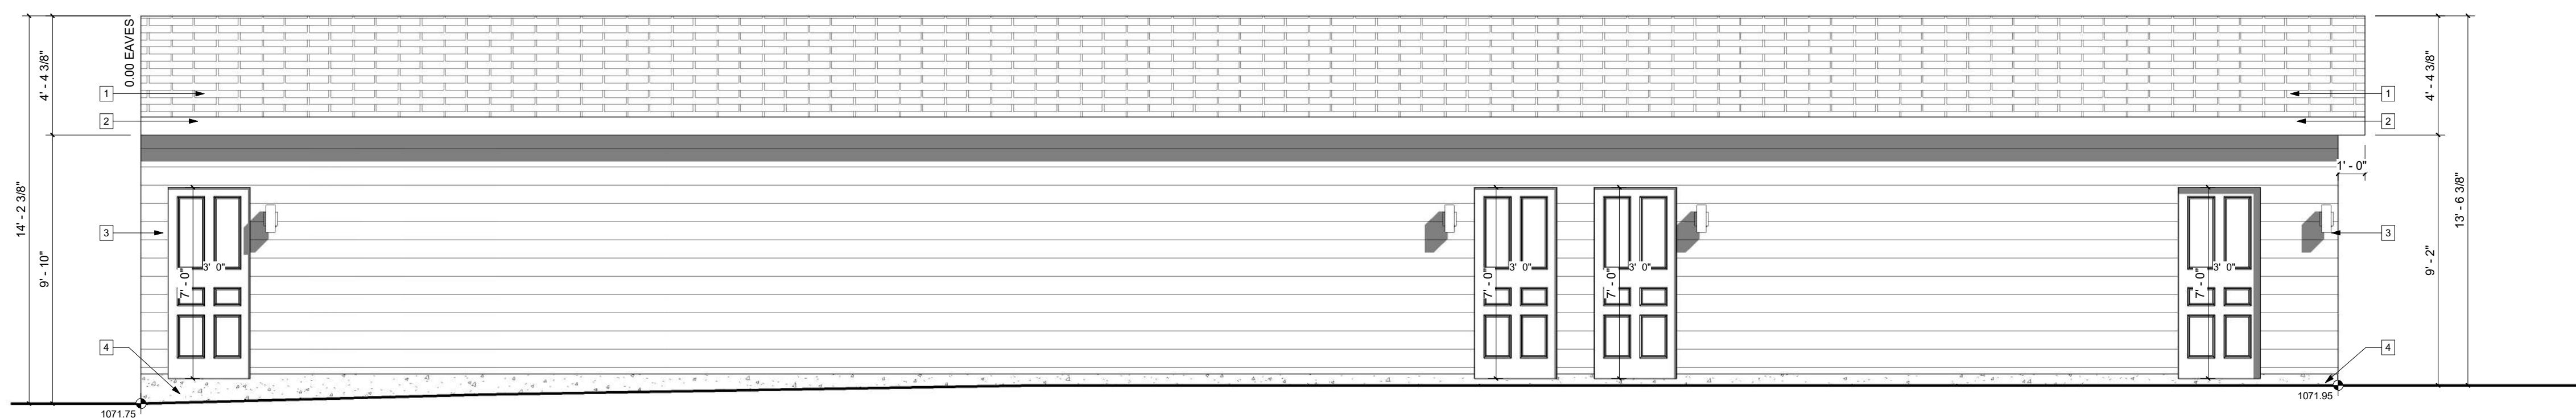 14' - 2 3/8"
4' - 4 3/8"
9' - 10"
0.00 EAVES
1
2
3
4
1071.75
7' - 0"
3' 0"
7' - 0"
3' 0"
7' - 0"
3' 0"
7' - 0"
3' 0"
1' - 0"
1
2
3
4
1071.95
4' - 4 3/8"
9' - 2"
13' - 6 3/8"